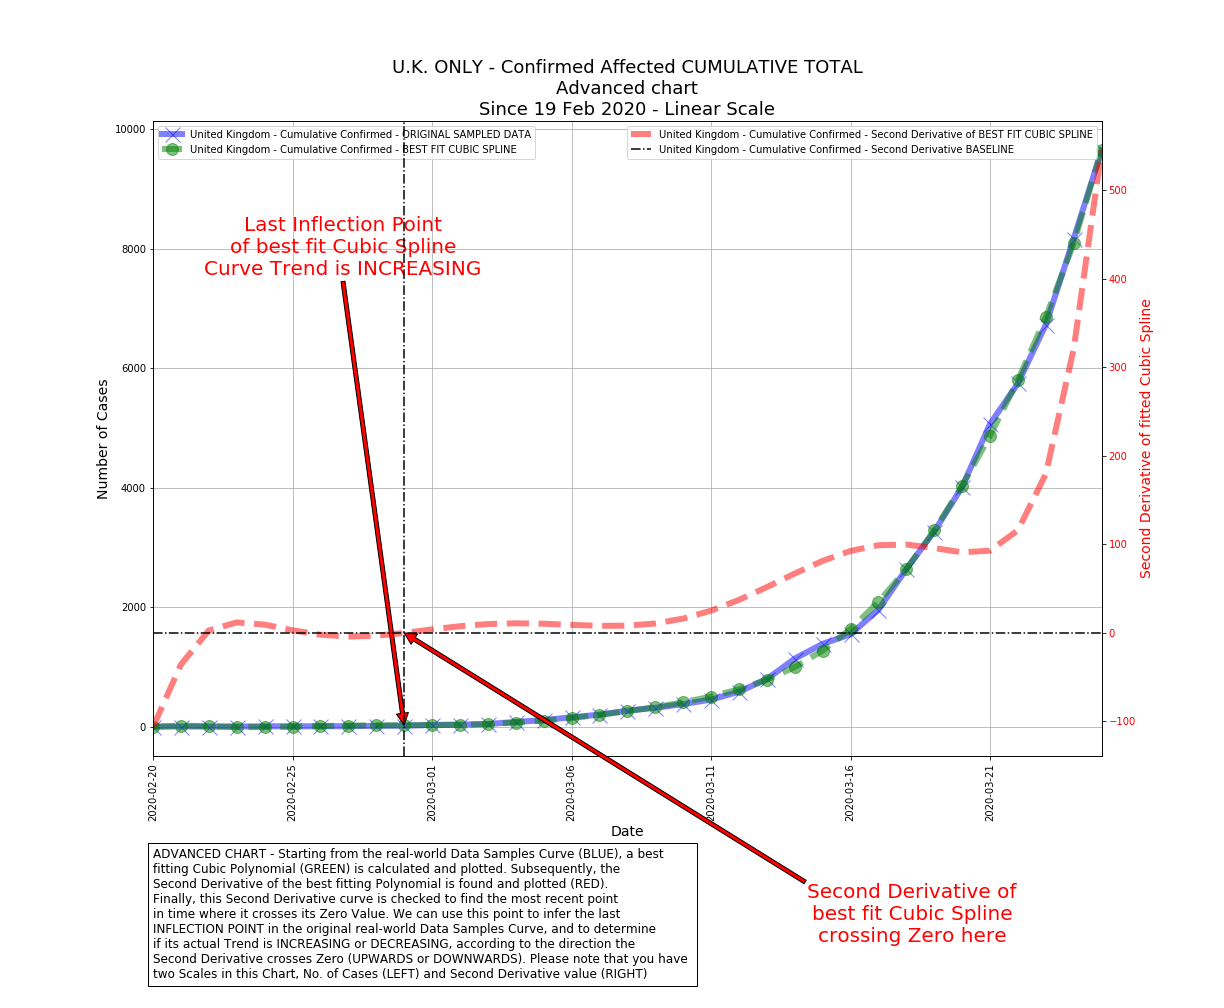 U.K. ONLY - Confirmed Affected CUMULATIVE TOTAL
Advanced chart
Since 19 Feb 2020 - Linear Scale
United Kingdom - Cumulative Confirmed - ORIGINAL SAMPLED DATA
United Kingdom - Cumulative Confirmed - BEST FIT CUBIC SPLINE
United Kingdom - Cumulative Confirmed - Second Derivative of BEST FIT CUBIC SPLINE
United Kingdom - Cumulative Confirmed - Second Derivative BASELINE
Last Inflection Point
of best fit Cubic Spline
Curve Trend is INCREASING
Number of Cases
10000
8000
6000
4000
2000
0
Second Derivative of fitted Cubic Spline
500
400
300
200
100
0
−100
2020-02-20
2020-02-25
2020-03-01
2020-03-06
2020-03-11
2020-03-16
2020-03-21
Date
ADVANCED CHART - Starting from the real-world Data Samples Curve (BLUE), a best
fitting Cubic Polynomial (GREEN) is calculated and plotted. Subsequently, the
Second Derivative of the best fitting Polynomial is found and plotted (RED).
Finally, this Second Derivative curve is checked to find the most recent point
in time where it crosses its Zero Value. We can use this point to infer the last
INFLECTION POINT in the original real-world Data Samples Curve, and to determine
if its actual Trend is INCREASING or DECREASING, according to the direction the
Second Derivative crosses Zero (UPWARDS or DOWNWARDS). Please note that you have
two Scales in this Chart, No. of Cases (LEFT) and Second Derivative value (RIGHT)
Second Derivative of
best fit Cubic Spline
crossing Zero here